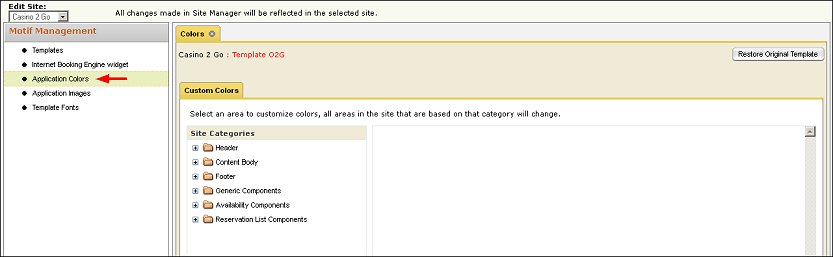 Edit Site:
Casino 2 Go
All changes made in Site Manager will be reflected in the selected site.
Motif Management
Templates
Internet Booking Engine widget
Application Colors
Application Images
Template Fonts
Colors
Casino 2 Go : Template O2G
Restore Original Template
Custom Colors
Select an area to customize colors, all areas in the site that are based on that category will change.
Site Categories
Header
Content Body
Footer
Generic Components
Availability Components
Reservation List Components